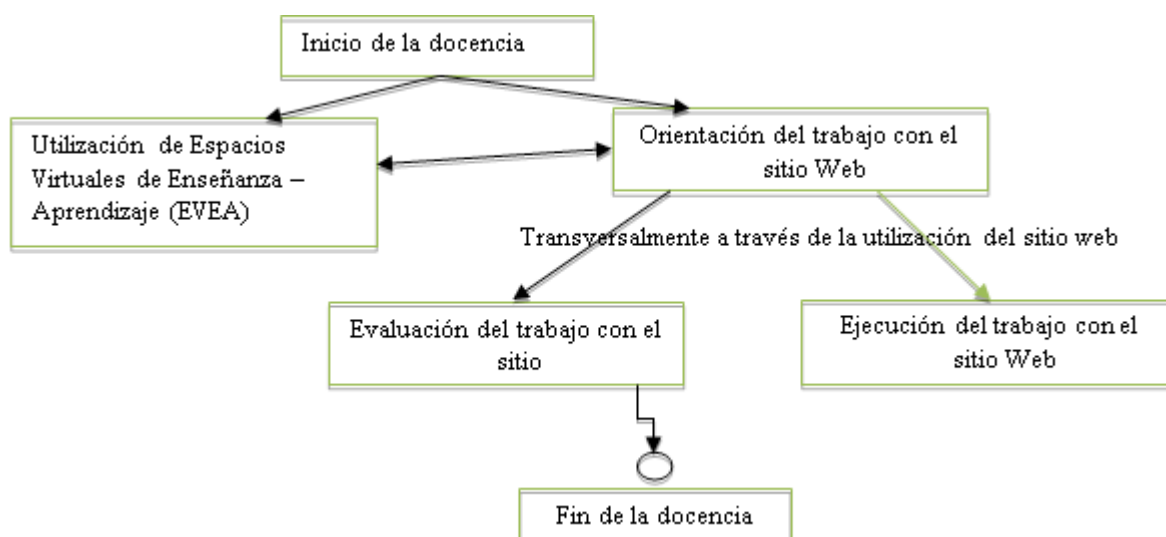 Inicio de la docencia
Utilización de Espacios
Virtuales de Enseñanza –
Aprendizaje (EVEA)
Orientación del trabajo con el
sitio Web
Transversalmente a través de la utilización del sitio web
Evaluación del trabajo con el
sitio
Ejecución del trabajo con el
sitio Web
Fin de la docencia